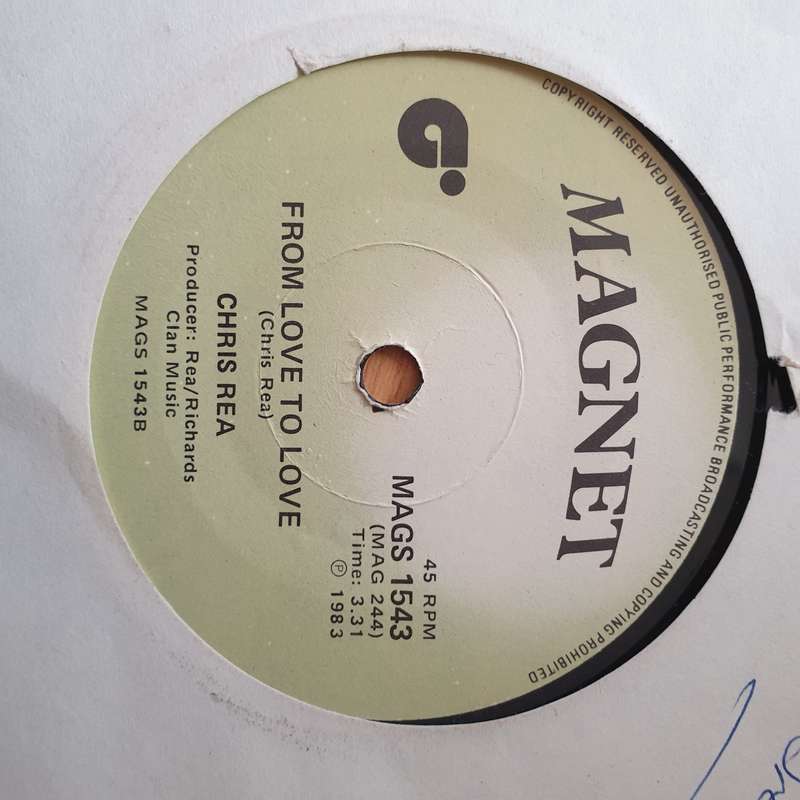 COPYRIGHT RESERVED UNAUTHORISED PUBLIC PERFORMANCE BROADCASTING AND COPYING PROHIBITED
MAGNET
45 RPM
MAGS 1543
(MAG 244)
Time: 3.31
℗ 1983
FROM LOVE TO LOVE
(Chris Rea)
CHRIS REA
Producer: Rea/Richards
Clan Music
MAGS 1543B